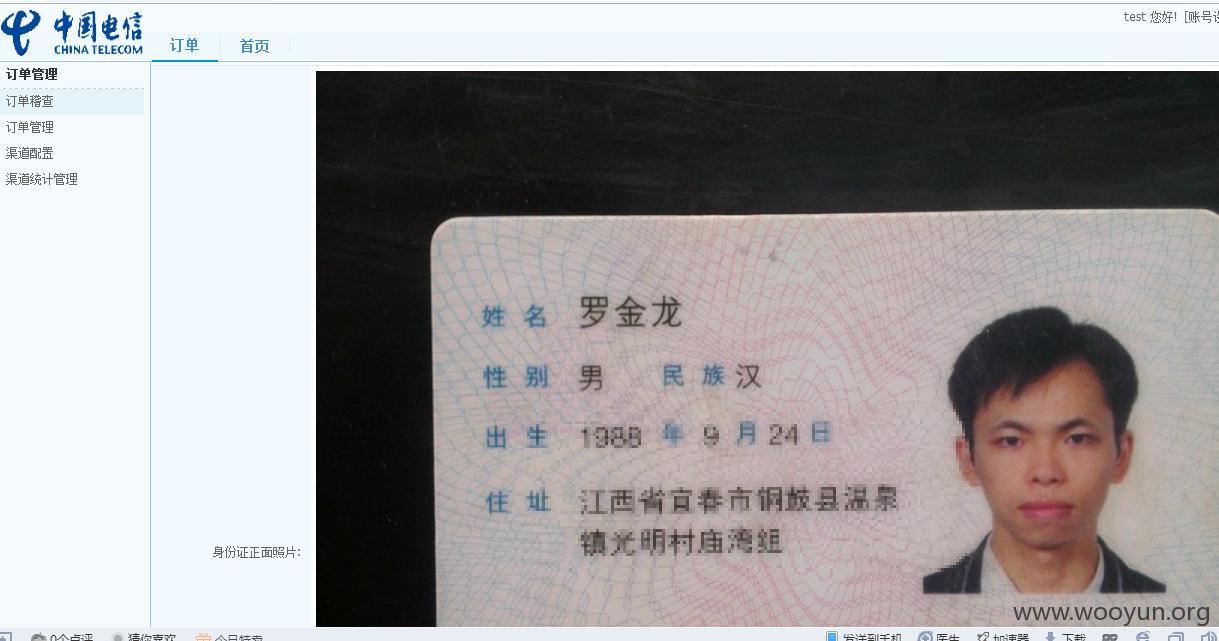 test 您好! [账号设
中国电信
CHINA TELECOM
订单 首页
订单管理
订单稽查
订单管理
渠道配置
渠道统计管理
姓名 罗金龙
性别 男 民族 汉
出生 1988 年 9 月 24 日
住址 江西省宜春市铜鼓县温泉
镇光明村庙湾组
身份证正面照片:
www.wooyun.org
0个点评 猜你喜欢 今日特卖 发送到手机 医生 加速器 下载